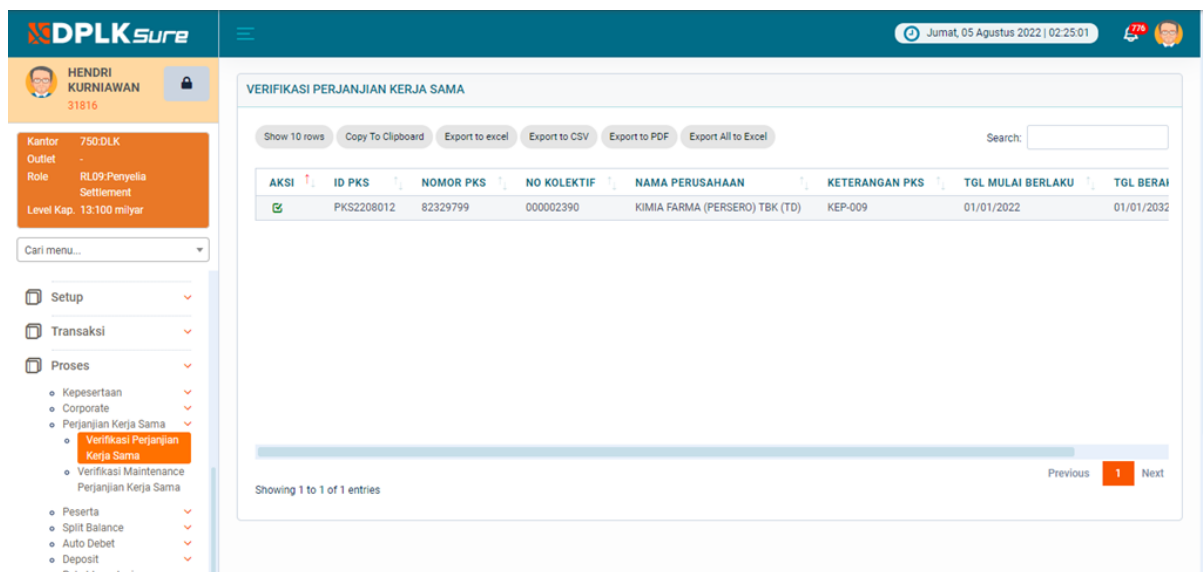 DPLKsure
Jumat, 05 Agustus 2022 | 02:25:01
776
HENDRI
KURNIAWAN
31816
Kantor 750:DLK
Outlet -
Role RL09:Penyelia
Settlement
Level Kap. 13:100 milyar
Cari menu...
Setup
Transaksi
Proses
Kepesertaan
Corporate
Perjanjian Kerja Sama
Verifikasi Perjanjian
Kerja Sama
Verifikasi Maintenance
Perjanjian Kerja Sama
Peserta
Split Balance
Auto Debet
Deposit
VERIFIKASI PERJANJIAN KERJA SAMA
Show 10 rows Copy To Clipboard Export to excel Export to CSV Export to PDF Export All to Excel Search:
AKSI ID PKS NOMOR PKS NO KOLEKTIF NAMA PERUSAHAAN KETERANGAN PKS TGL MULAI BERLAKU TGL BERAK
PKS2208012 82329799 000002390 KIMIA FARMA (PERSERO) TBK (TD) KEP-009 01/01/2022 01/01/2032
Previous 1 Next
Showing 1 to 1 of 1 entries